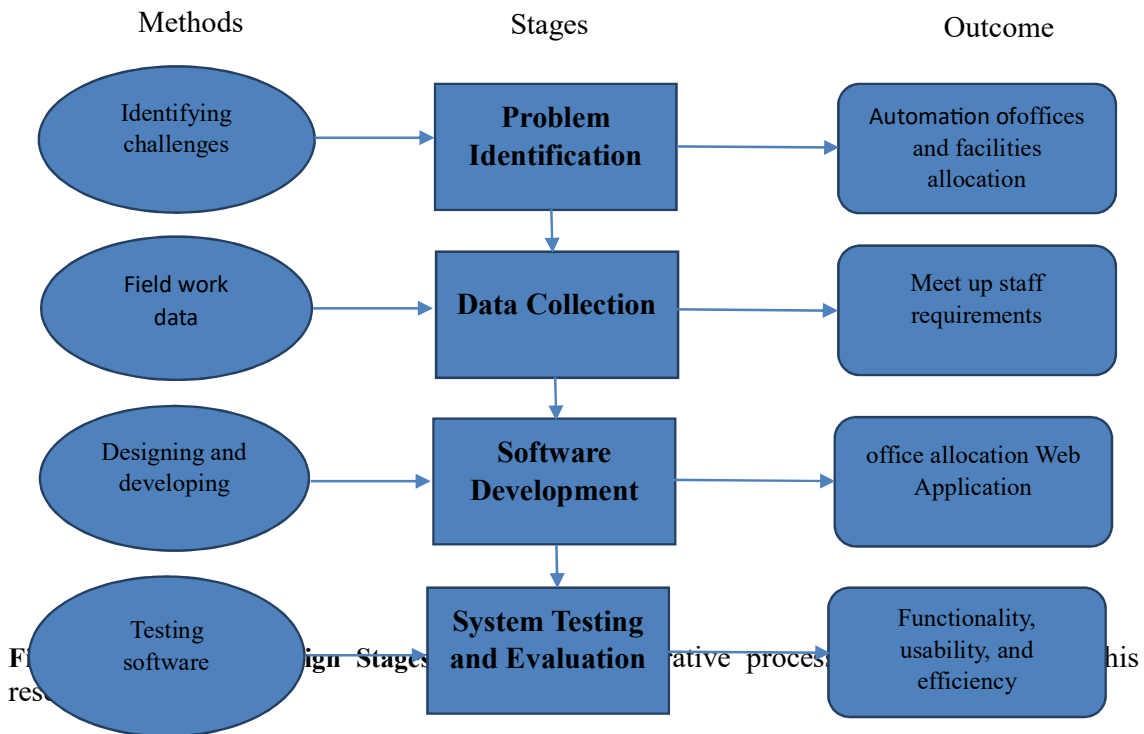 Methods
Stages
Outcome
Identifying
challenges
Problem
Identification
Automation ofoffices
and facilities
allocation
Field work
data
Data Collection
Meet up staff
requirements
Designing and
developing
Software
Development
office allocation Web
Application
Testing
software
System Testing
and Evaluation
Functionality,
usability, and
efficiency
Stages